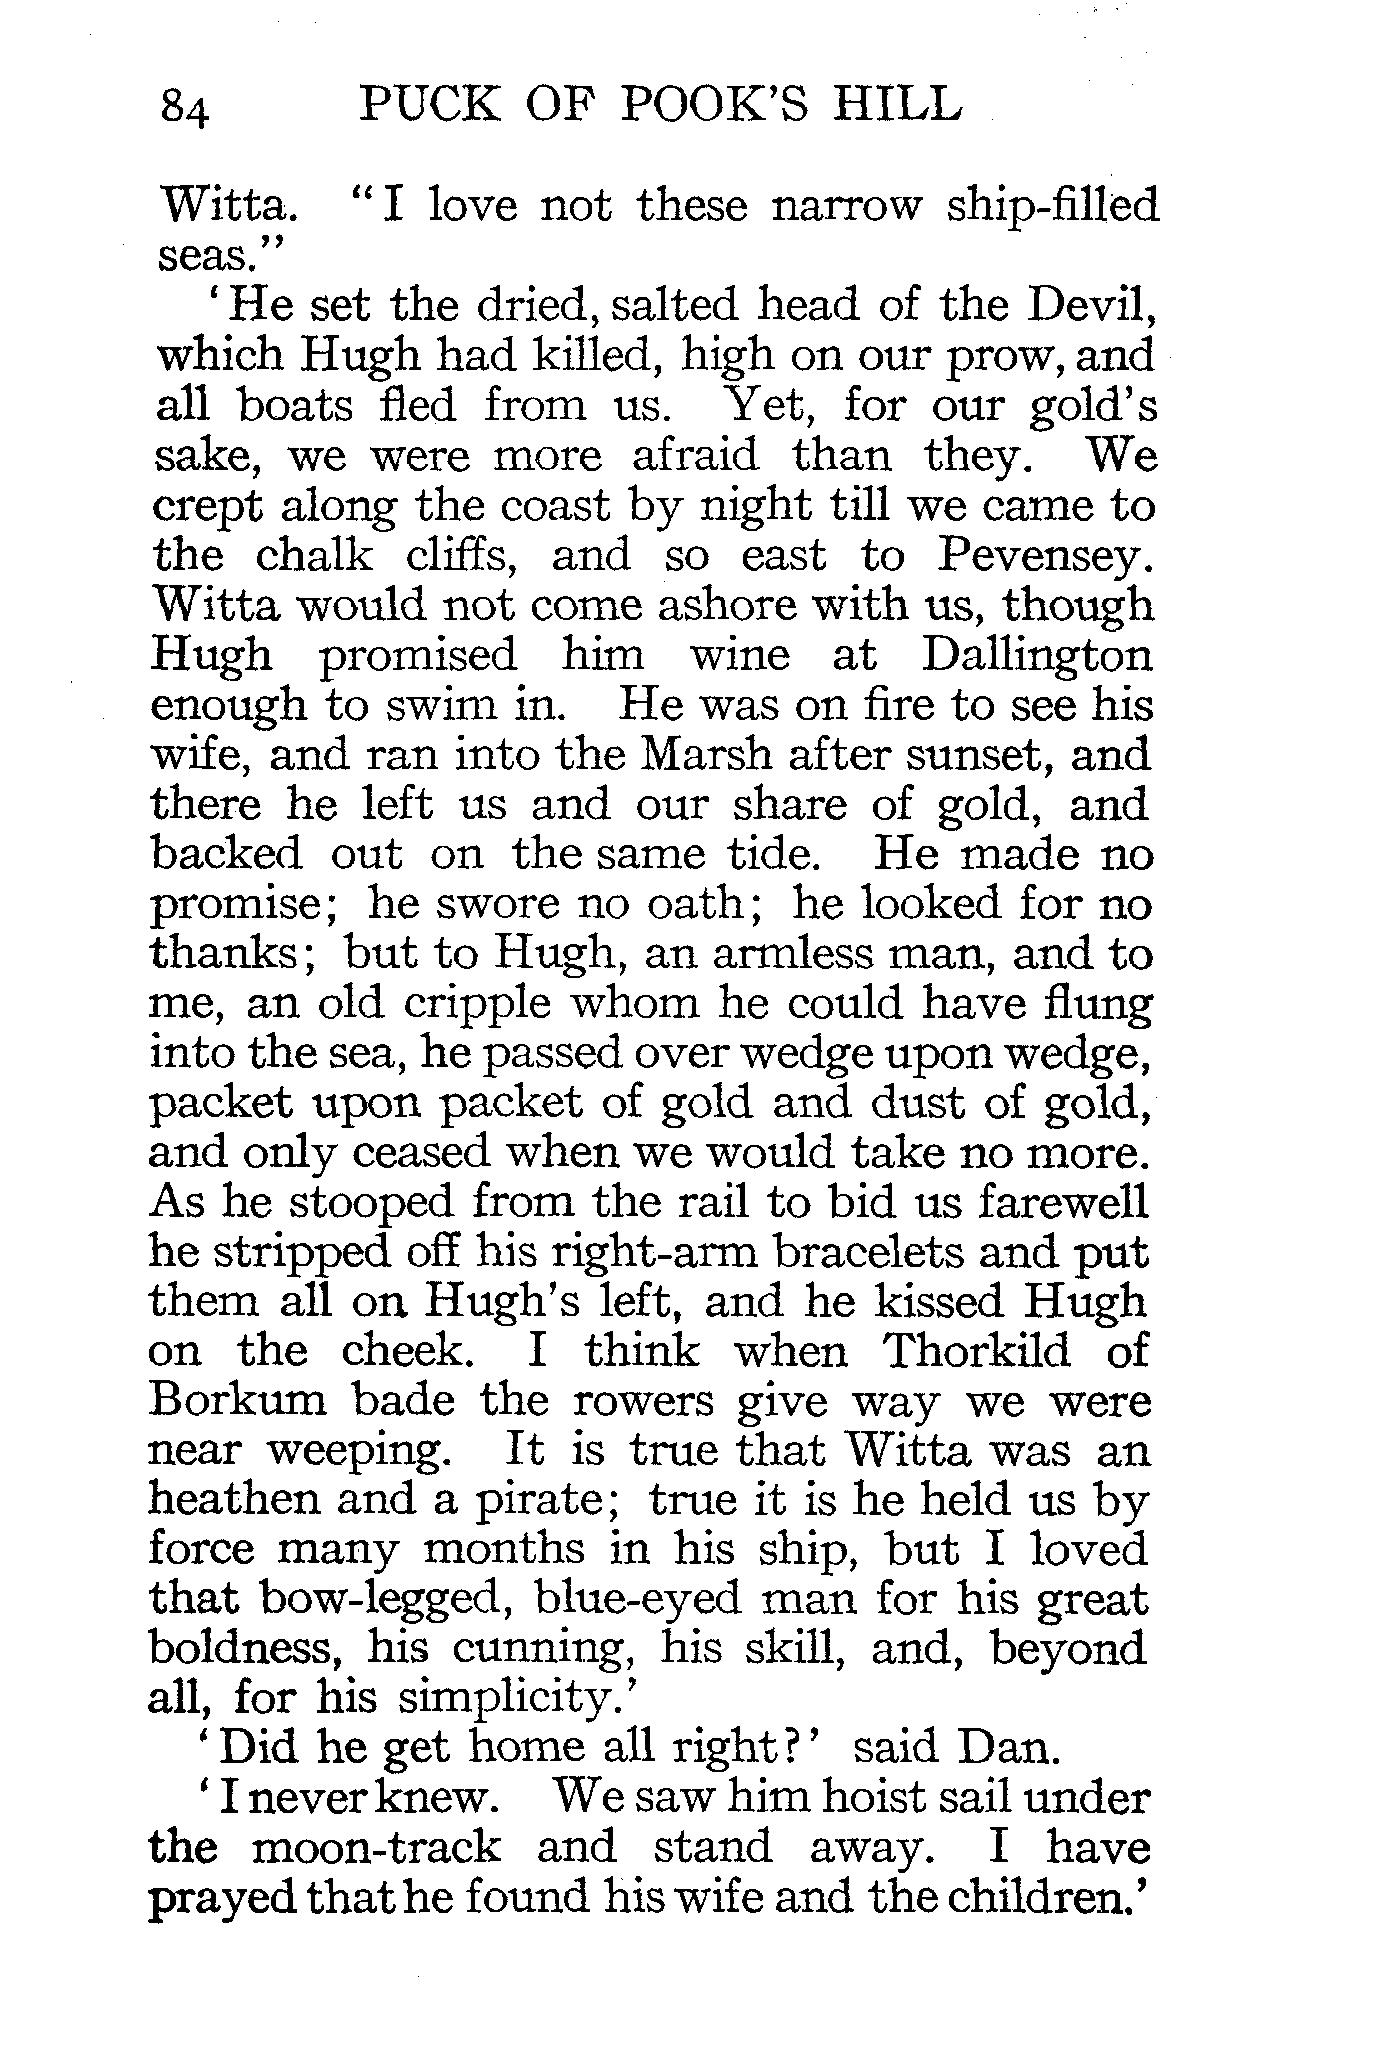 84 PUCK OF POOK'S HILL
Witta. "I love not these narrow ship-filled
seas."
'He set the dried, salted head of the Devil,
which Hugh had killed, high on our prow, and
all boats fled from us. Yet, for our gold's
sake, we were more afraid than they. We
crept along the coast by night till we came to
the chalk cliffs, and so east to Pevensey.
Witta would not come ashore with us, though
Hugh promised him wine at Dallington
enough to swim in. He was on fire to see his
wife, and ran into the Marsh after sunset, and
there he left us and our share of gold, and
backed out on the same tide. He made no
promise; he swore no oath; he looked for no
thanks; but to Hugh, an armless man, and to
me, an old cripple whom he could have flung
into the sea, he passed over wedge upon wedge,
packet upon packet of gold and dust of gold,
and only ceased when we would take no more.
As he stooped from the rail to bid us farewell
he stripped off his right-arm bracelets and put
them all on Hugh's left, and he kissed Hugh
on the cheek. I think when Thorkild of
Borkum bade the rowers give way we were
near weeping. It is true that Witta was an
heathen and a pirate; true it is he held us by
force many months in his ship, but I loved
that bow-legged, blue-eyed man for his great
boldness, his cunning, his skill, and, beyond
all, for his simplicity.'
'Did he get home all right?' said Dan.
'I never knew. We saw him hoist sail under
the moon-track and stand away. I have
prayed that he found his wife and the children.'